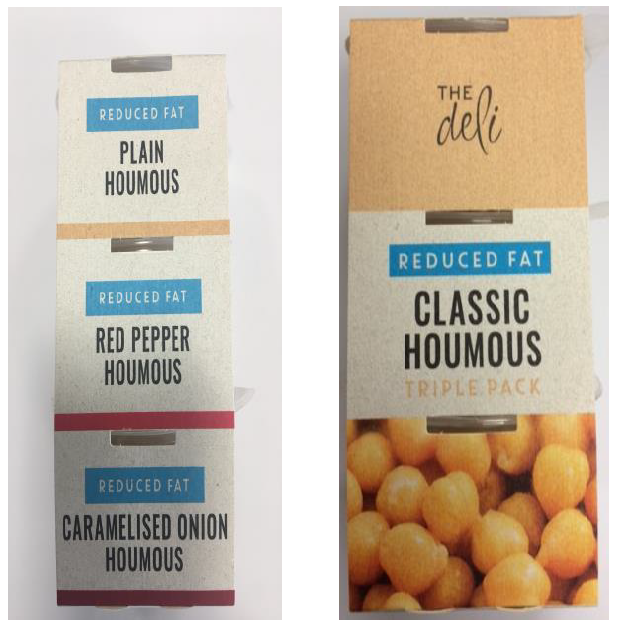 REDUCED FAT
PLAIN
HOUMOUS
REDUCED FAT
RED PEPPER
HOUMOUS
REDUCED FAT
CARAMELISED ONION
HOUMOUS
THE
deli
REDUCED FAT
CLASSIC
HOUMOUS
TRIPLE PACK